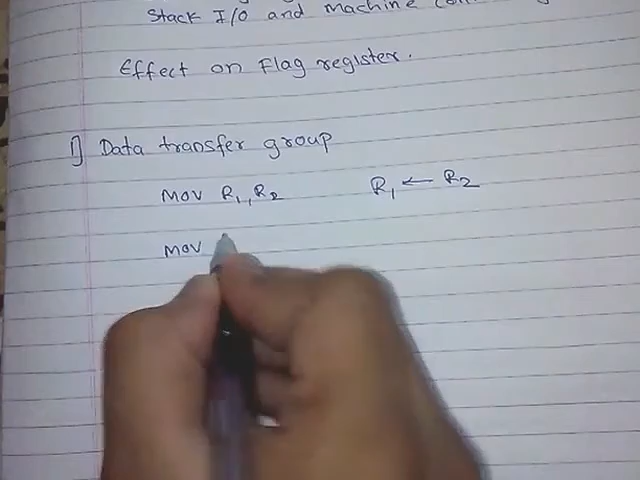 Stack I/O and Machine
Effect on Flag register.
1] Data transfer group
MOV R1, R2 R1 ← R2
MOV